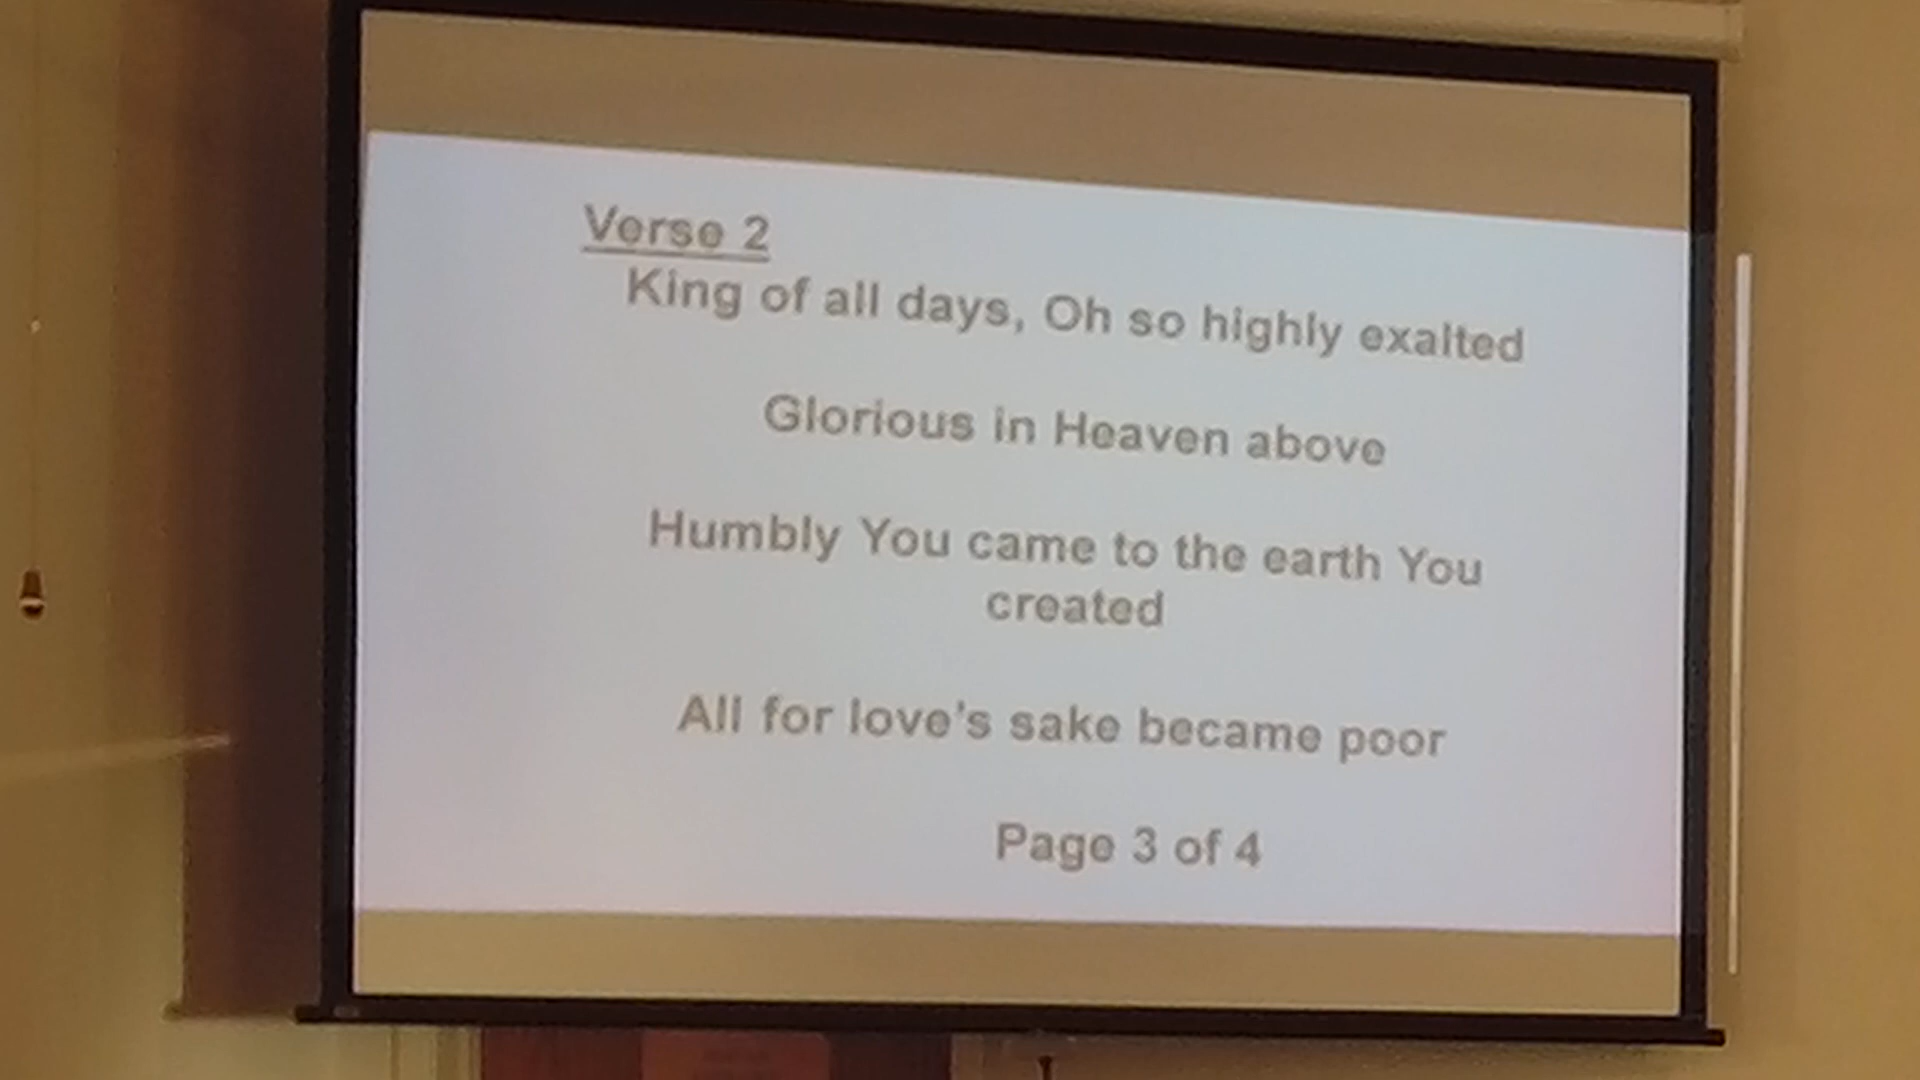 Verse 2
King of all days, Oh so highly exalted
Glorious in Heaven above
Humbly You came to the earth You
created
All for love's sake became poor
Page 3 of 4